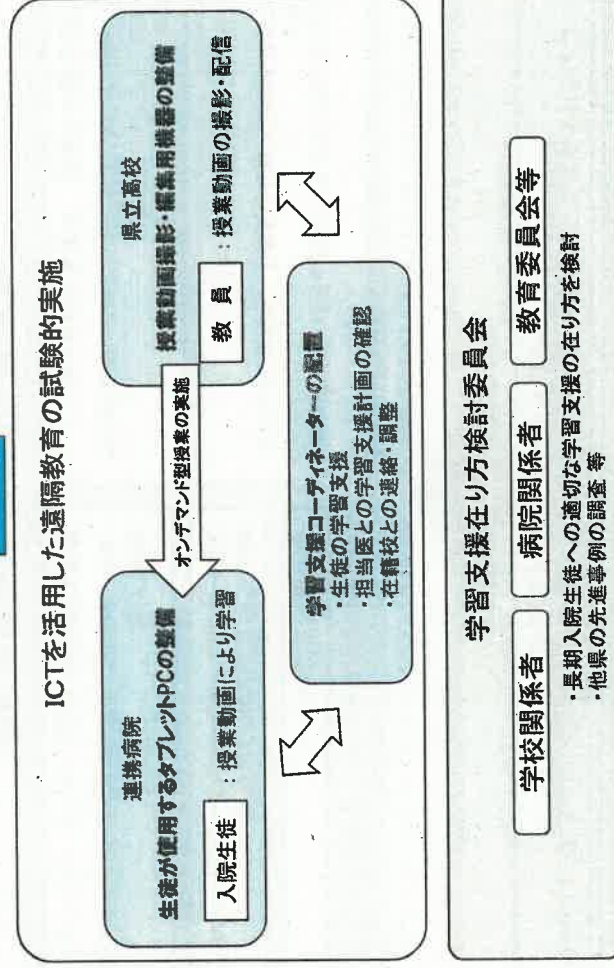 ICTを活用した遠隔教育の試験的実施
連携病院
生徒が使用するタブレットPCの整備
入院生徒
：授業動画により学習
オンデマンド型授業の実施
県立高校
授業動画撮影・編集用機器の整備
教員
：授業動画の撮影・配信
学習支援コーディネーターの配置
・生徒の学習支援
・担当医との学習支援計画の確認
・在籍校との連絡・調整
学習支援在り方検討委員会
学校関係者
病院関係者
教育委員会等
・長期入院生徒への適切な学習支援の在り方を検討
・他県の先進事例の調査 等